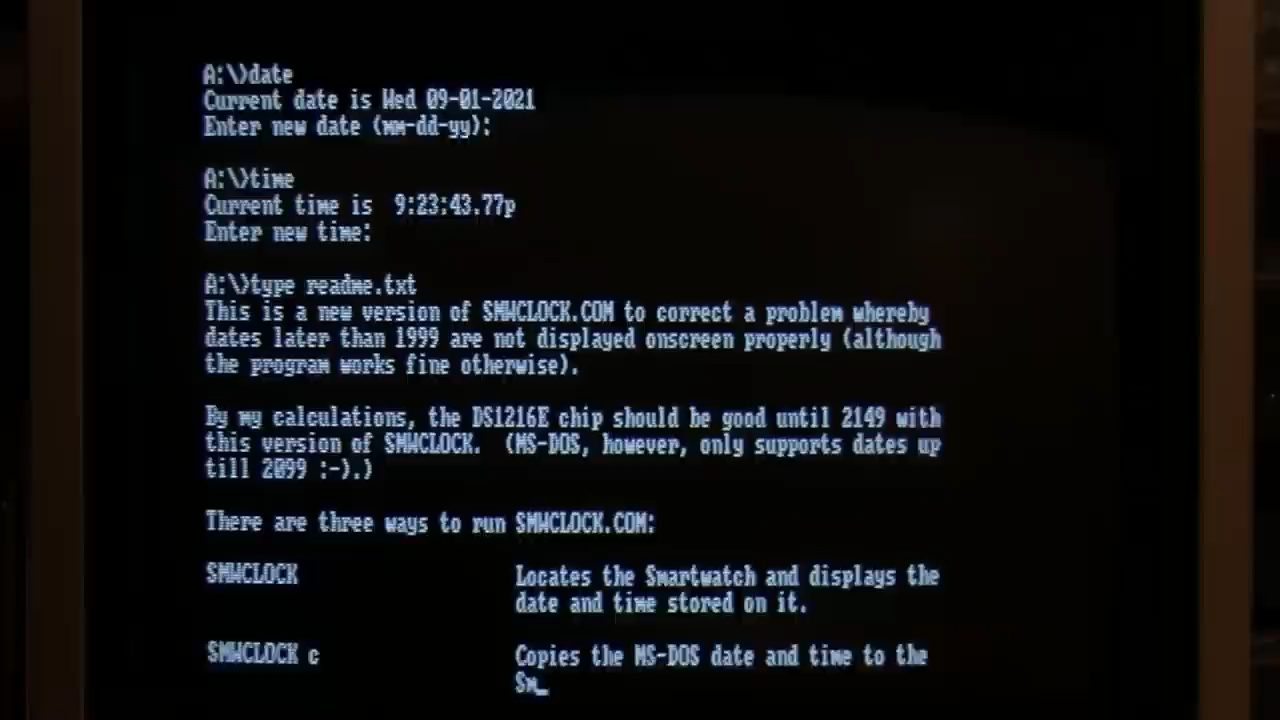 A:\>date
Current date is Wed 09-01-2021
Enter new date (mm-dd-yy):
A:\>time
Current time is  9:23:43.77p
Enter new time:
A:\>type readme.txt
This is a new version of SMWCLOCK.COM to correct a problem whereby
dates later than 1999 are not displayed onscreen properly (although
the program works fine otherwise).
By my calculations, the DS1216E chip should be good until 2149 with
this version of SMWCLOCK.  (MS-DOS, however, only supports dates up
till 2099 :-).)
There are three ways to run SMWCLOCK.COM:
SMWCLOCK Locates the Smartwatch and displays the
date and time stored on it.
SMWCLOCK c Copies the MS-DOS date and time to the
Sm_